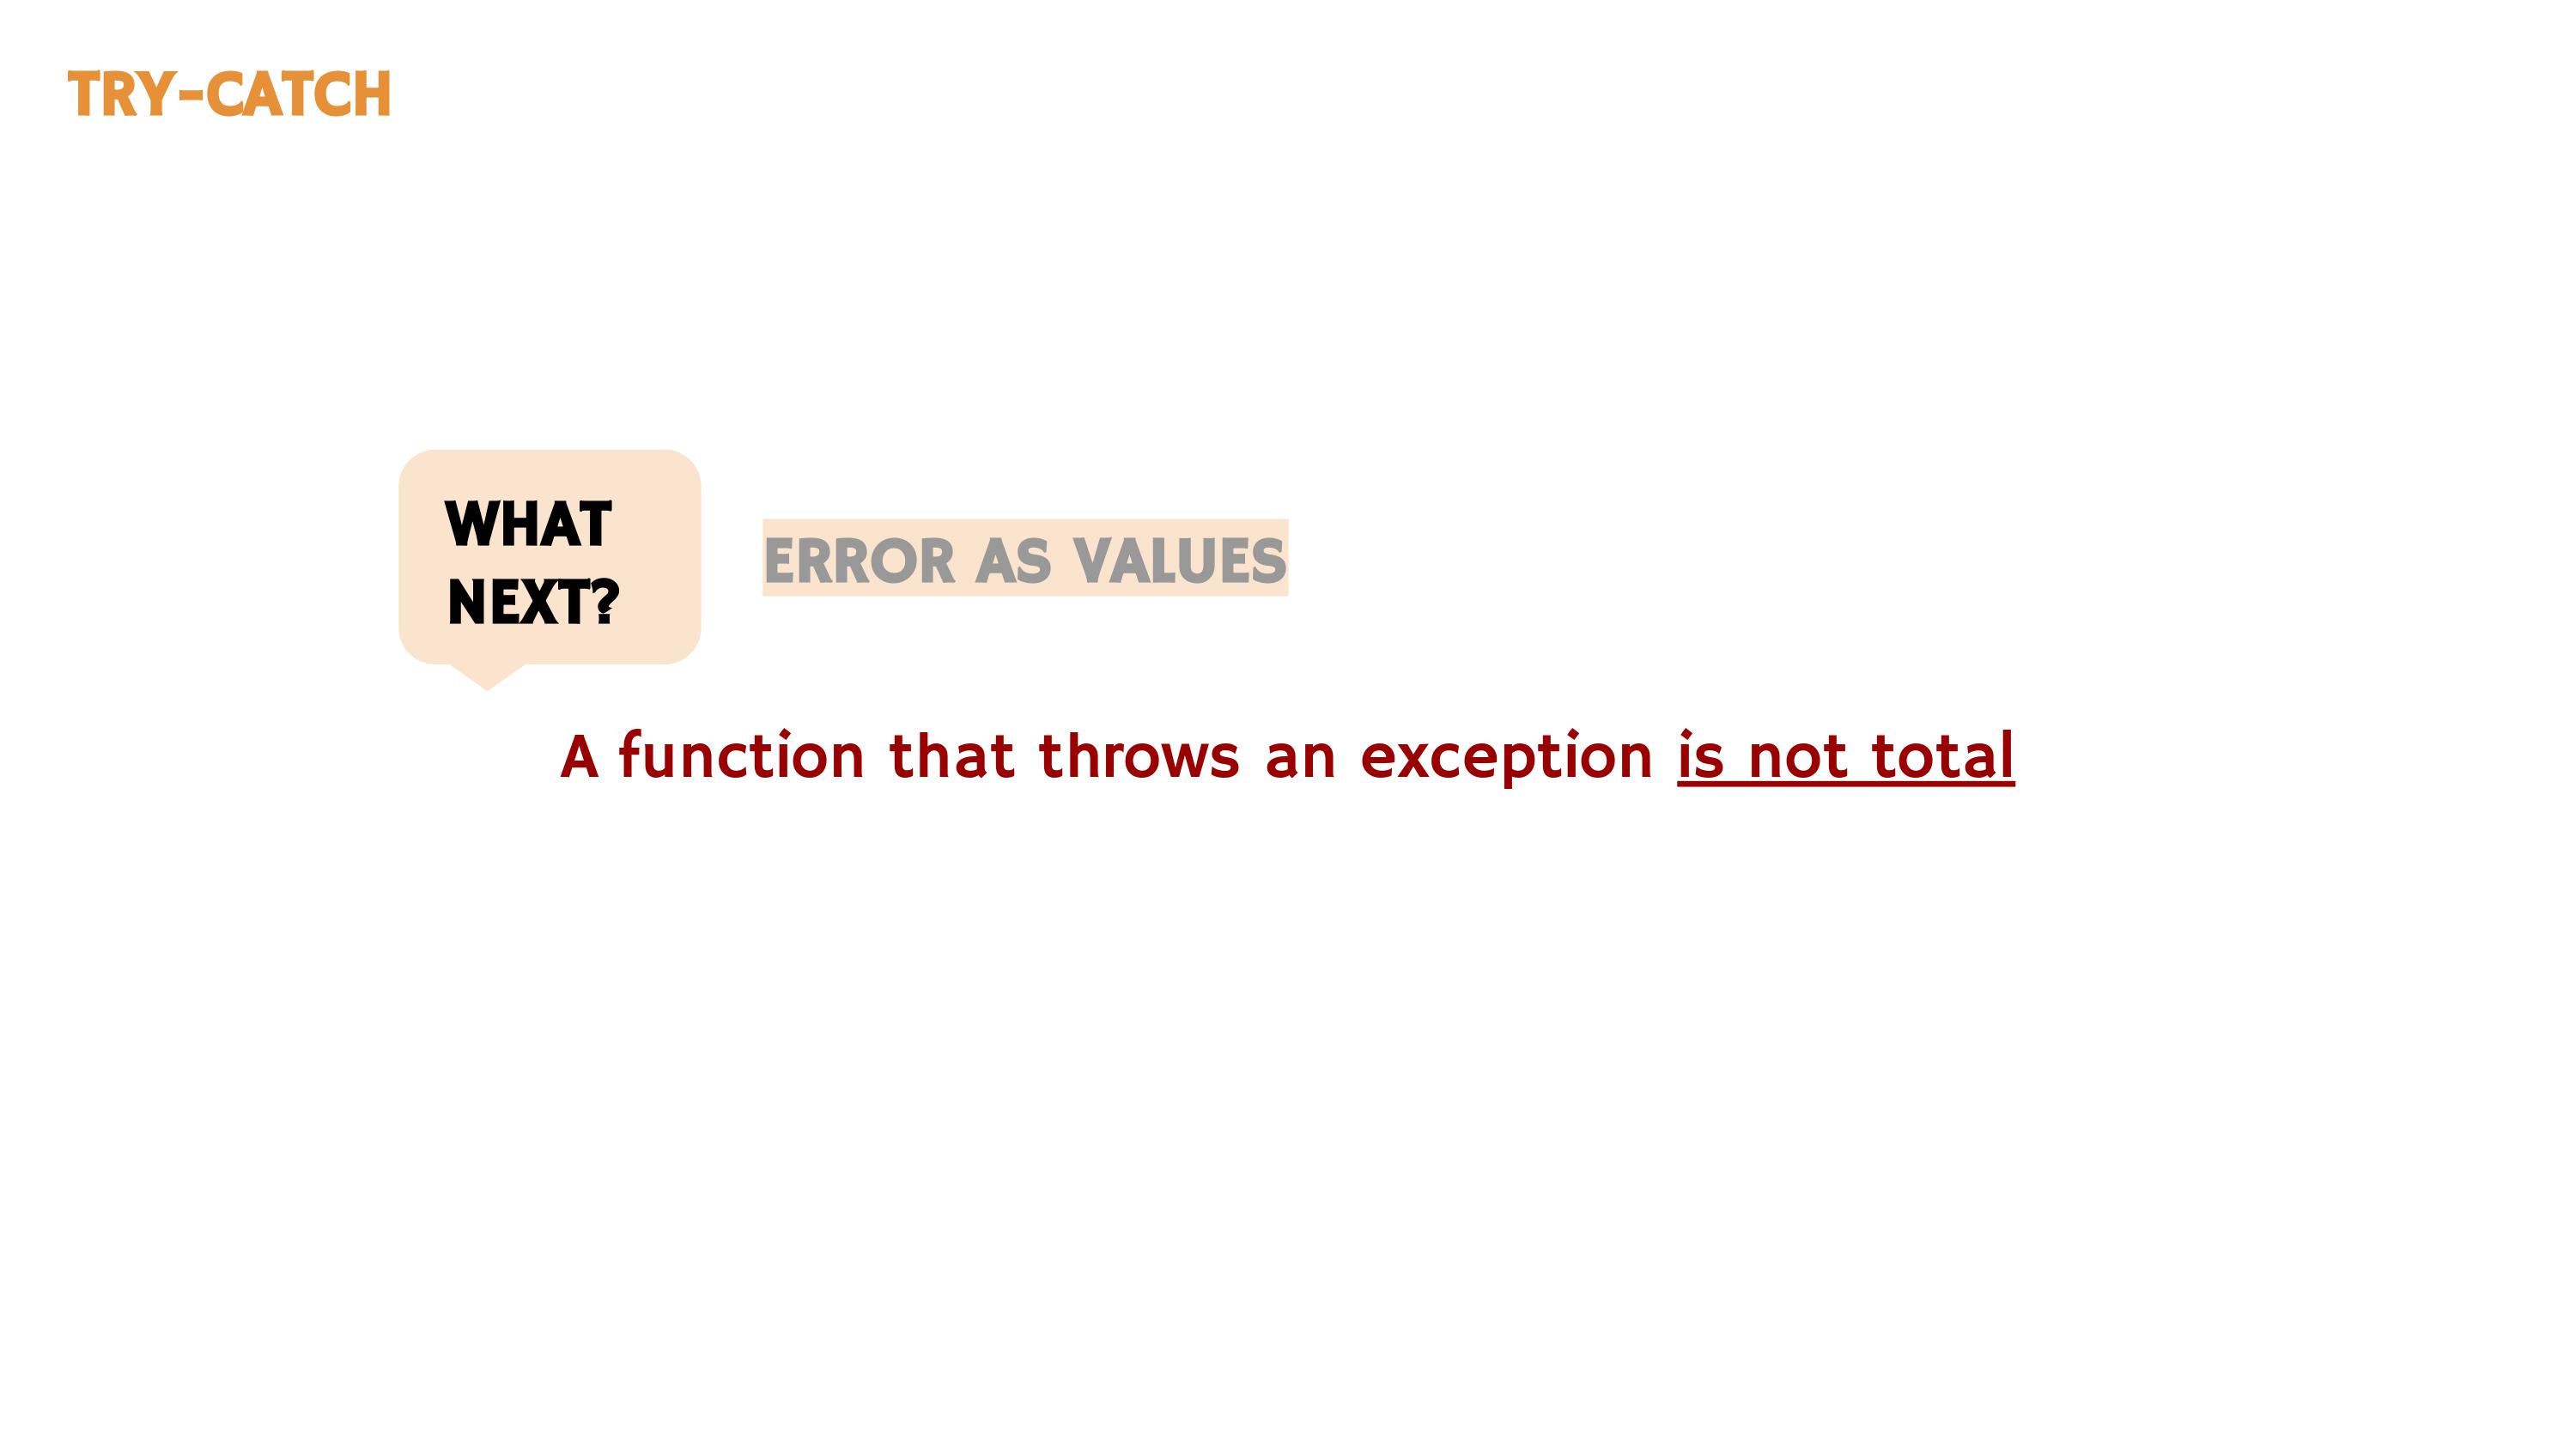 TRY-CATCH
WHAT
NEXT?
ERROR AS VALUES
A function that throws an exception is not total